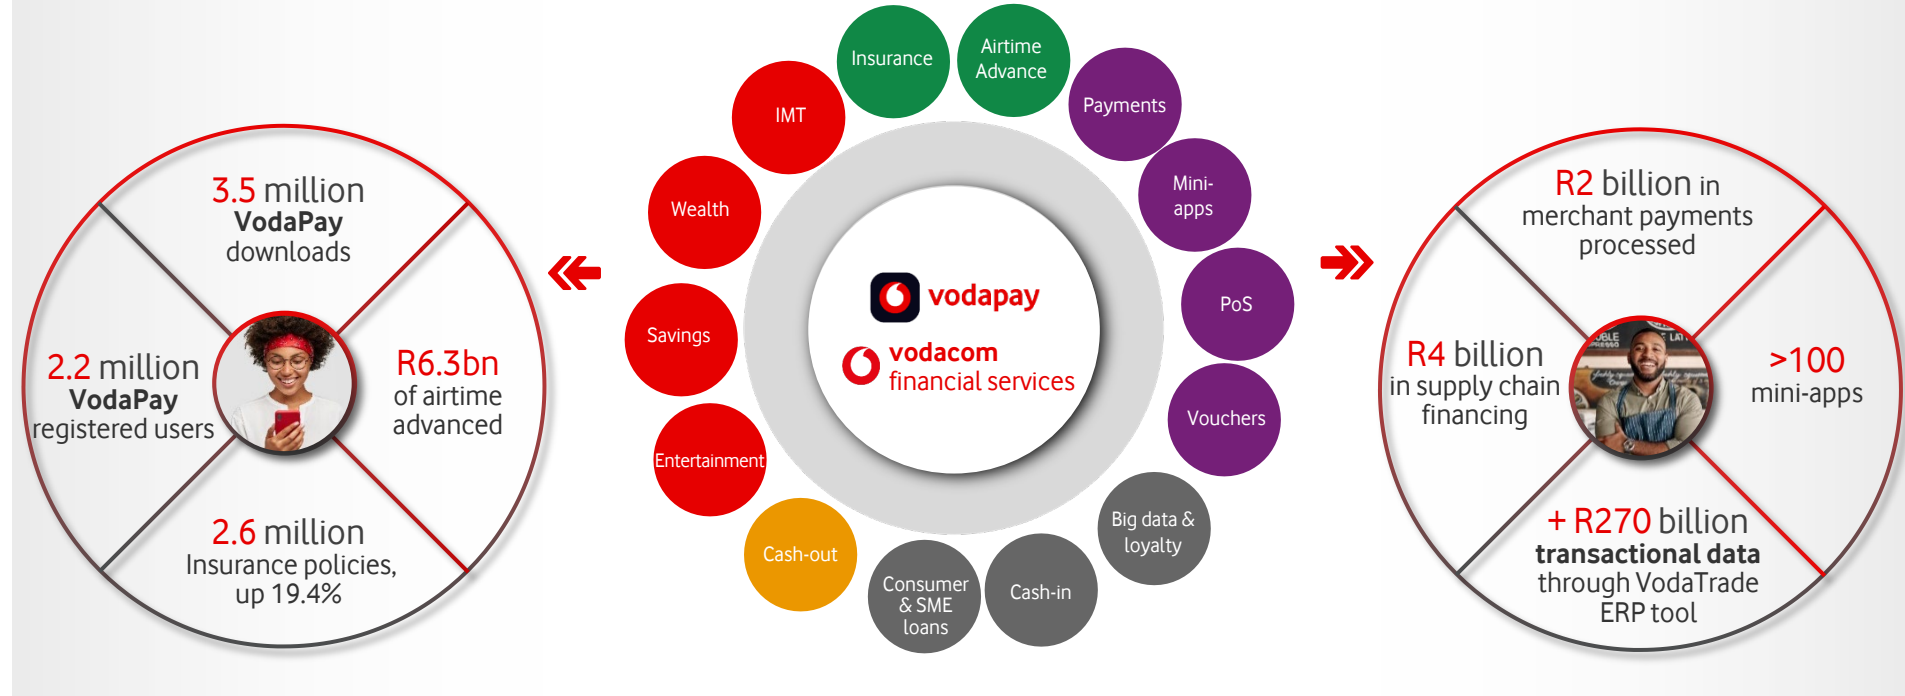 3.5 million
VodaPay
downloads
2.2 million
VodaPay
registered users
R6.3bn
of airtime
advanced
2.6 million
Insurance policies,
up 19.4%
Insurance
Airtime
Advance
Payments
Mini-
apps
PoS
Vouchers
Big data &
loyalty
Cash-in
Consumer
& SME
loans
Cash-out
Entertainment
Savings
Wealth
IMT
vodapay
vodacom
financial services
R2 billion in
merchant payments
processed
R4 billion
in supply chain
financing
>100
mini-apps
+ R270 billion
transactional data
through VodaTrade
ERP tool